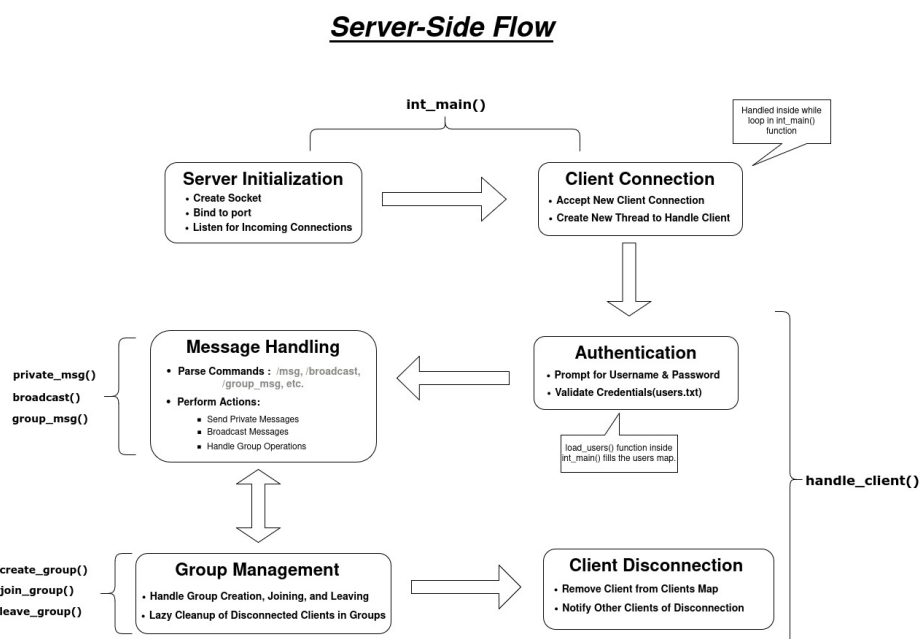 Server-Side Flow
int_main()
Handled inside while
loop in int_main()
function
Server Initialization
• Create Socket
• Bind to port
• Listen for Incoming Connections
Client Connection
• Accept New Client Connection
• Create New Thread to Handle Client
private_msg()
broadcast()
group_msg()
Message Handling
• Parse Commands : /msg, /broadcast,
/group_msg, etc.
• Perform Actions:
▪ Send Private Messages
▪ Broadcast Messages
▪ Handle Group Operations
Authentication
• Prompt for Username & Password
• Validate Credentials(users.txt)
load_users() function inside
int_main() fills the users map.
handle_client()
create_group()
join_group()
leave_group()
Group Management
• Handle Group Creation, Joining, and Leaving
• Lazy Cleanup of Disconnected Clients in Groups
Client Disconnection
• Remove Client from Clients Map
• Notify Other Clients of Disconnection